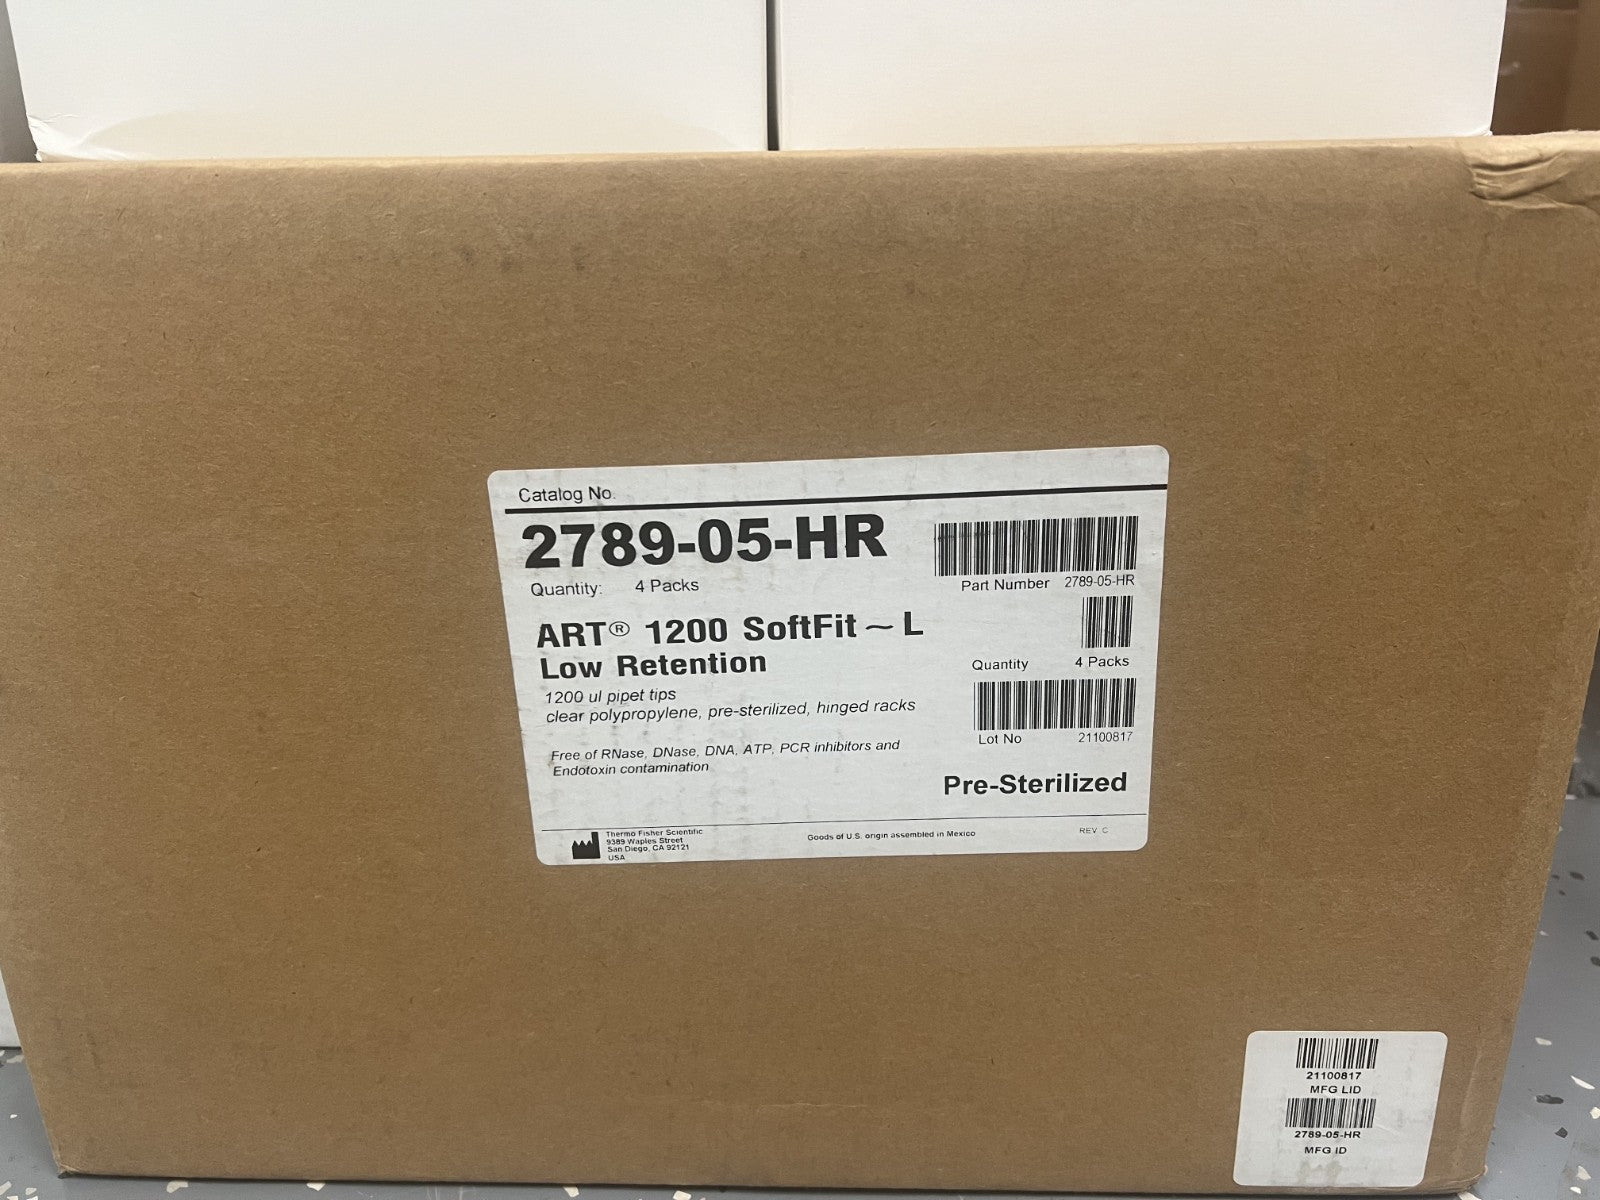 Catalog No.
2789-05-HR
Quantity: 4 Packs
ART® 1200 SoftFit ~ L
Low Retention
1200 ul pipet tips
clear polypropylene, pre-sterilized, hinged racks
Free of RNase, DNase, DNA, ATP, PCR inhibitors and
Endotoxin contamination
Part Number 2789-05-HR
Quantity 4 Packs
Lot No 21100817
Pre-Sterilized
Thermo Fisher Scientific
9389 Waples Street
San Diego, CA 92121
USA
Goods of U.S. origin assembled in Mexico
REV C
21100817
MFG LID
2789-05-HR
MFG ID